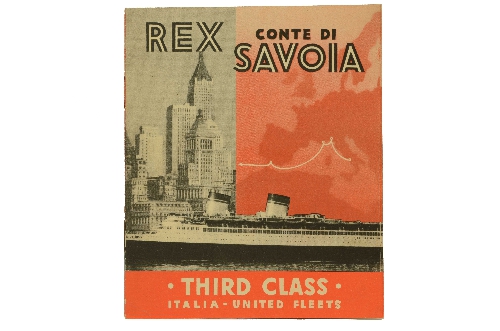 REX
CONTE DI
SAVOIA
· THIRD CLASS ·
ITALIA - UNITED FLEETS